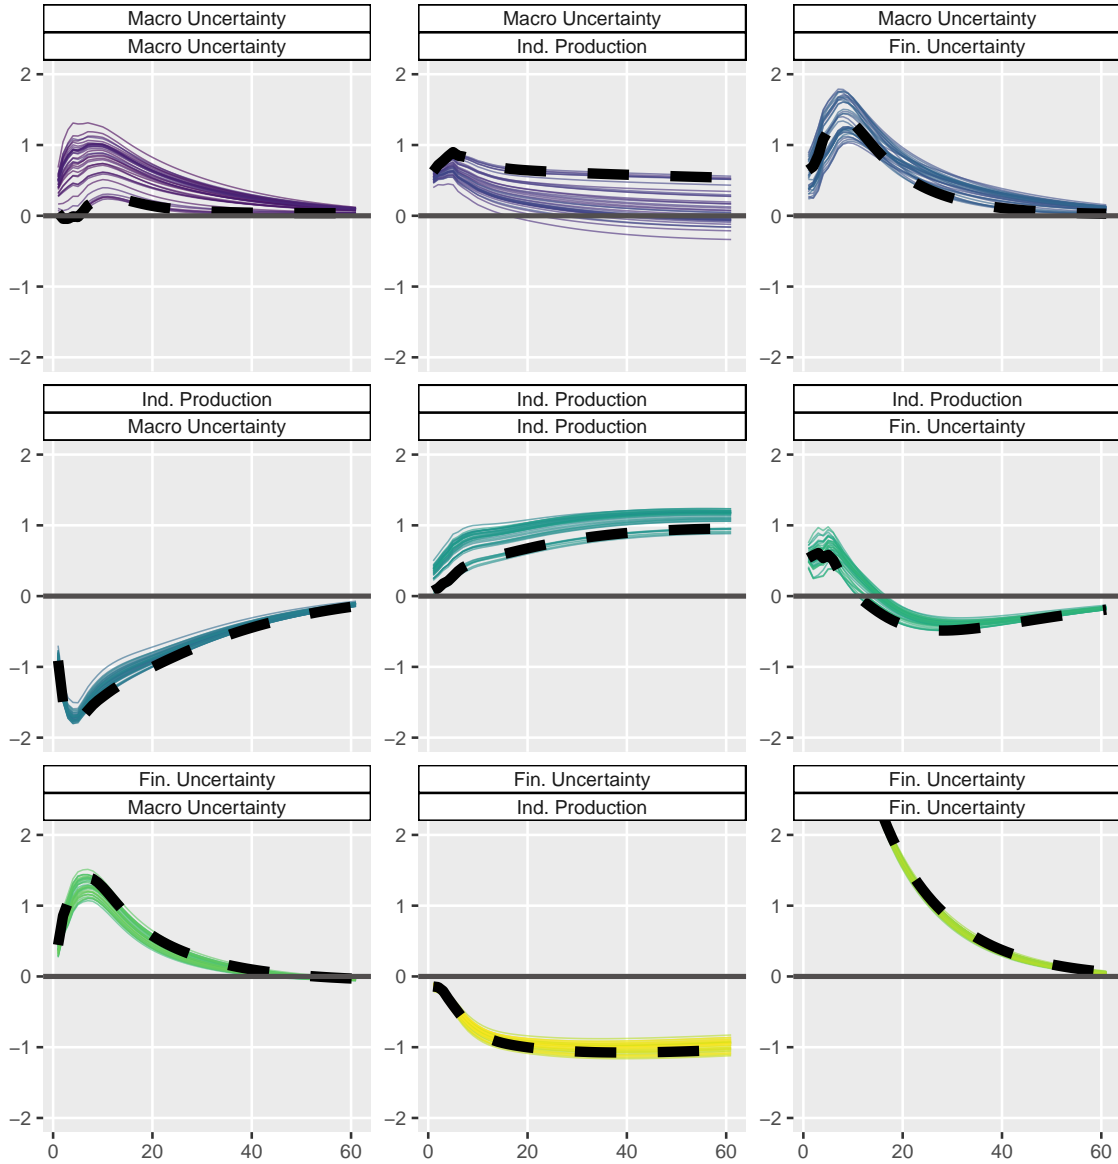 Macro Uncertainty Macro Uncertainty Macro Uncertainty
Macro Uncertainty Ind. Production Fin. Uncertainty
2 2 2
1 1 1
0 0 0
−1 −1 −1
−2 −2 −2
Ind. Production Ind. Production Ind. Production
Macro Uncertainty Ind. Production Fin. Uncertainty
2 2 2
1 1 1
0 0 0
−1 −1 −1
−2 −2 −2
Fin. Uncertainty Fin. Uncertainty Fin. Uncertainty
Macro Uncertainty Ind. Production Fin. Uncertainty
2 2 2
1 1 1
0 0 0
−1 −1 −1
−2 −2 −2
0 20 40 60 0 20 40 60 0 20 40 60